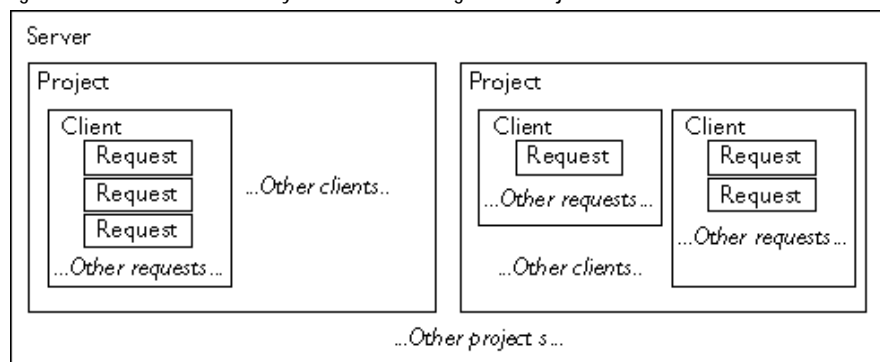 Server
Project
Client
Request
Request
Request
...Other requests...
...Other clients..
Project
Client
Request
...Other requests...
...Other clients..
Client
Request
Request
...Other requests...
...Other project s...